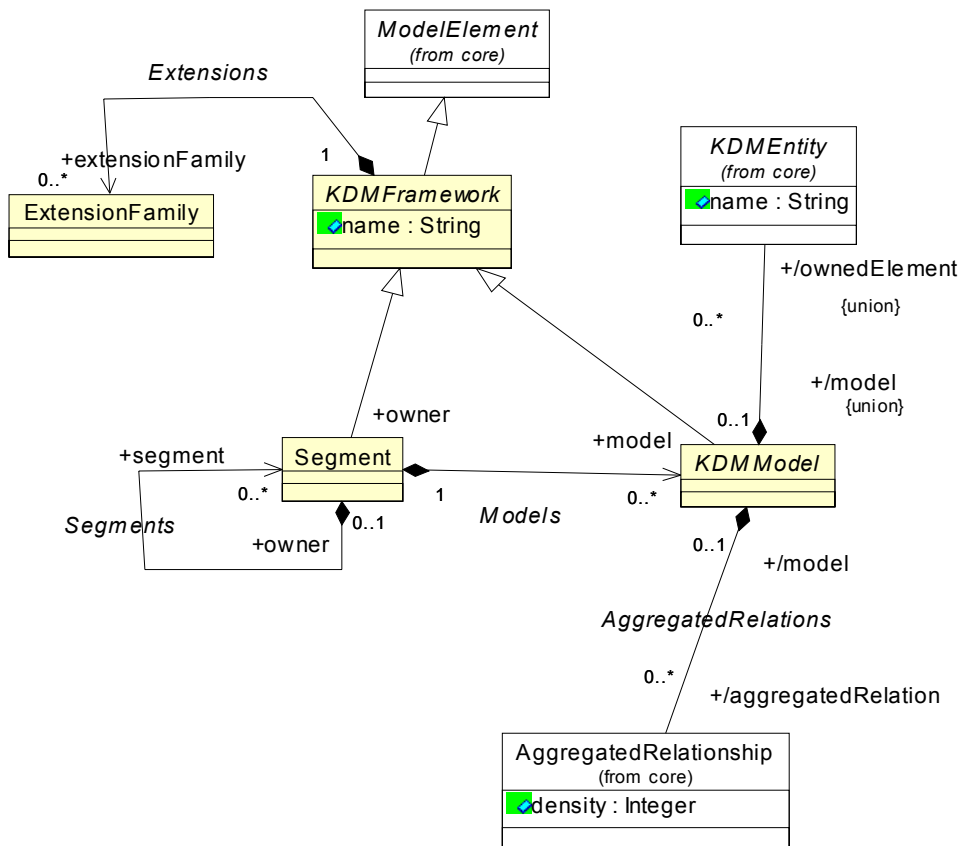 ModelElement
(from core)
Extensions
+extensionFamily
0..*
1
ExtensionFamily
KDMFramework
name : String
KDMEntity
(from core)
name : String
+/ownedElement
{union}
0..*
+/model
{union}
0..1
+owner
+segment
0..*
Segment
1
Segments
0..1
+owner
Models
+model
0..*
KDMModel
0..1
+/model
AggregatedRelations
0..*
+/aggregatedRelation
AggregatedRelationship
(from core)
density : Integer